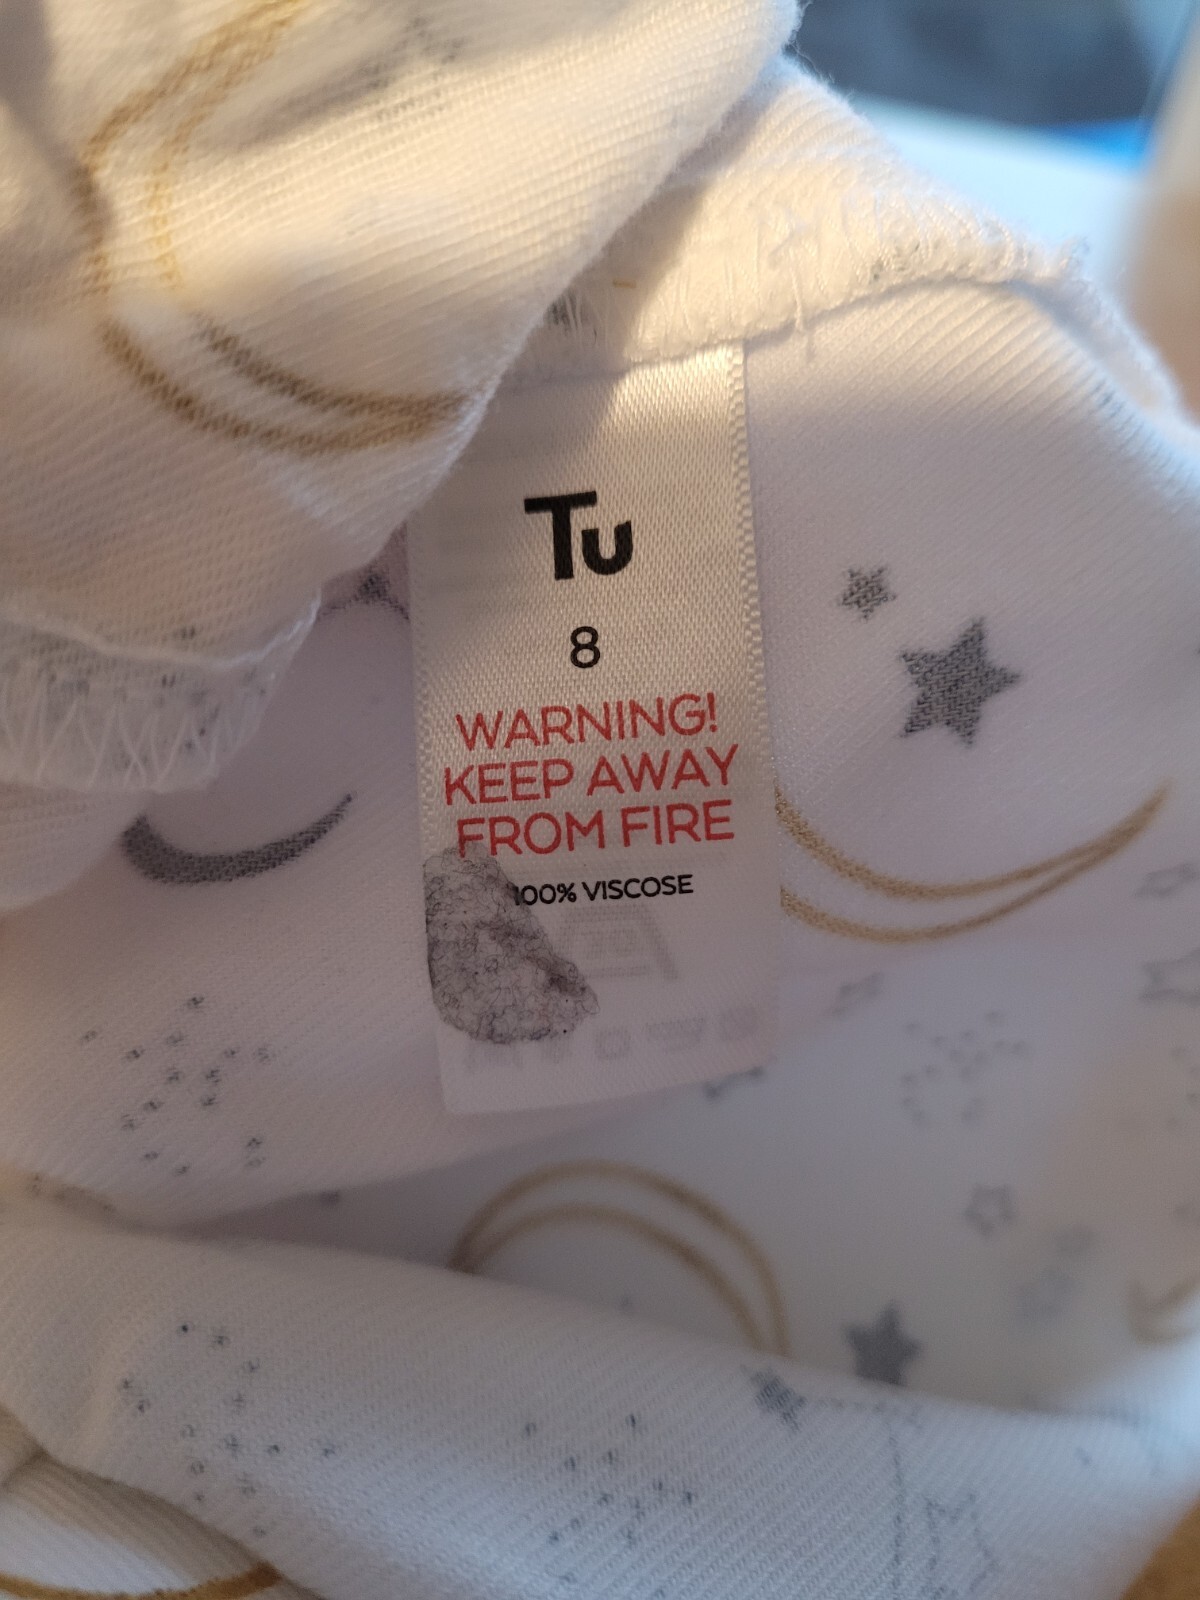 Tu
8
WARNING!
KEEP AWAY
FROM FIRE
100% VISCOSE